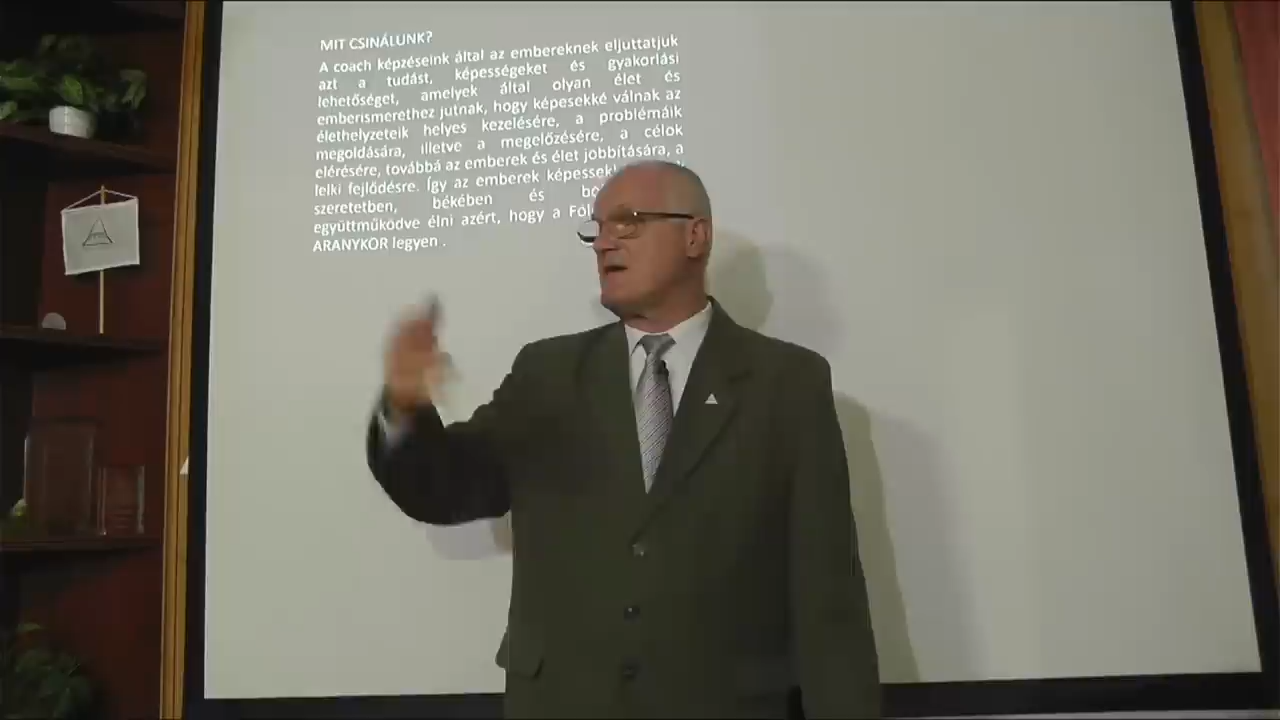 MIT CSINÁLUNK?
A coach képzéseink által az embereknek eljuttatjuk
azt a tudást, képességeket és gyakorlási
lehetőséget, amelyek által olyan élet és
emberismerethez jutnak, hogy képesekké válnak az
élethelyzeteik helyes kezelésére, a problémáik
megoldására, illetve a megelőzésére, a célok
elérésére, továbbá az emberek és élet jobbítására, a
lelki fejlődésre. Így az emberek
szeretetben, békében és
együttműködve élni azért, hogy a
ARANYKOR legyen .